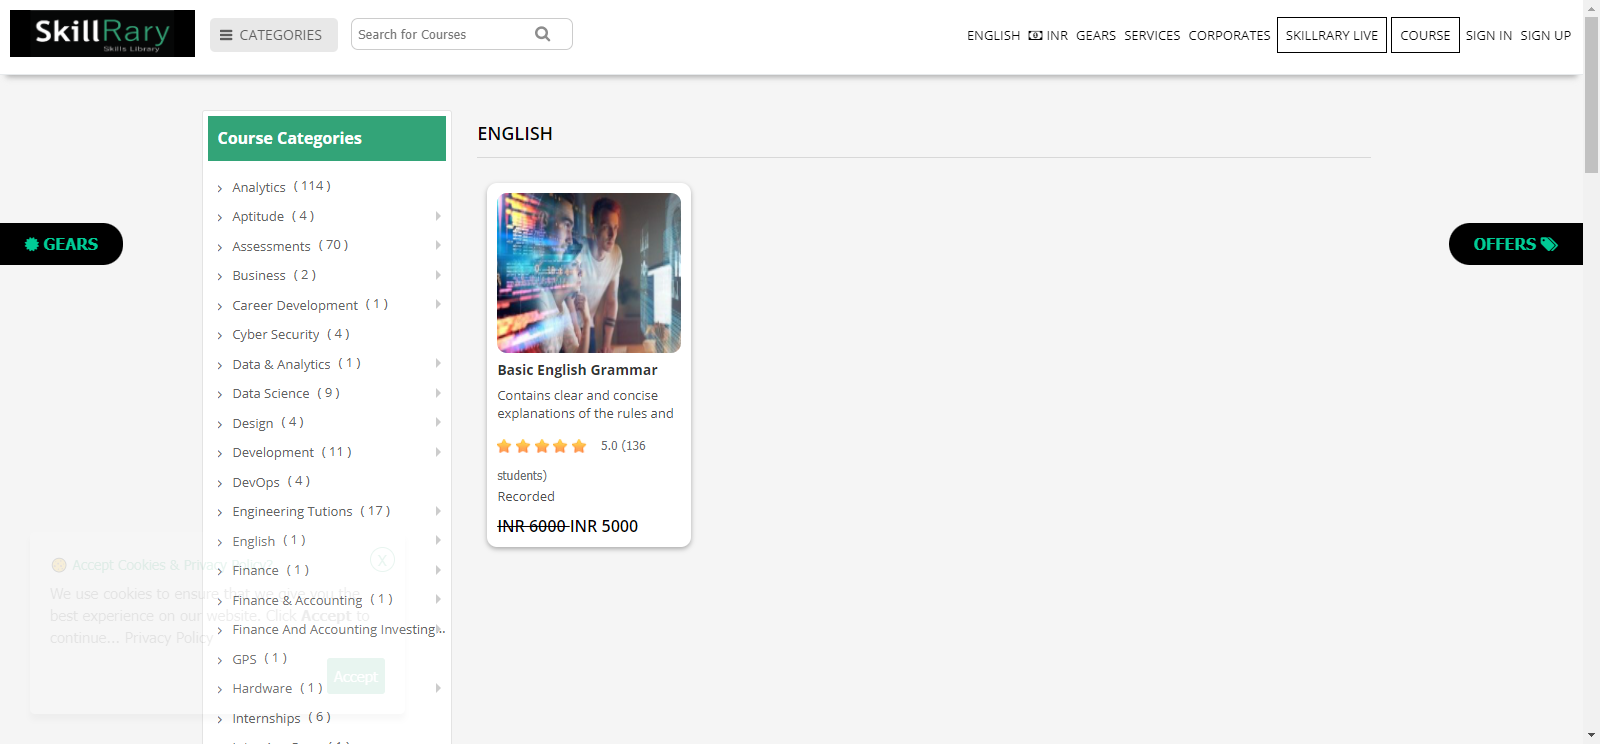 SkillRary
Skills Library
CATEGORIES
Search for Courses
ENGLISH INR GEARS SERVICES CORPORATES SKILLRARY LIVE COURSE SIGN IN SIGN UP
Course Categories
Analytics ( 114 )
Aptitude ( 4 )
Assessments ( 70 )
Business ( 2 )
Career Development ( 1 )
Cyber Security ( 4 )
Data & Analytics ( 1 )
Data Science ( 9 )
Design ( 4 )
Development ( 11 )
DevOps ( 4 )
Engineering Tutions ( 17 )
English ( 1 )
Finance ( 1 )
Finance & Accounting ( 1 )
Finance And Accounting Investing..
GPS ( 1 )
Hardware ( 1 )
Internships ( 6 )
GEARS
OFFERS
ENGLISH
Basic English Grammar
Contains clear and concise
explanations of the rules and
5.0 (136
students)
Recorded
INR 6000 INR 5000
Accept Cookies & Privacy Policy?
X
We use cookies to ensure that we give you the
best experience on our website. Click Accept to
continue... Privacy Policy
Accept